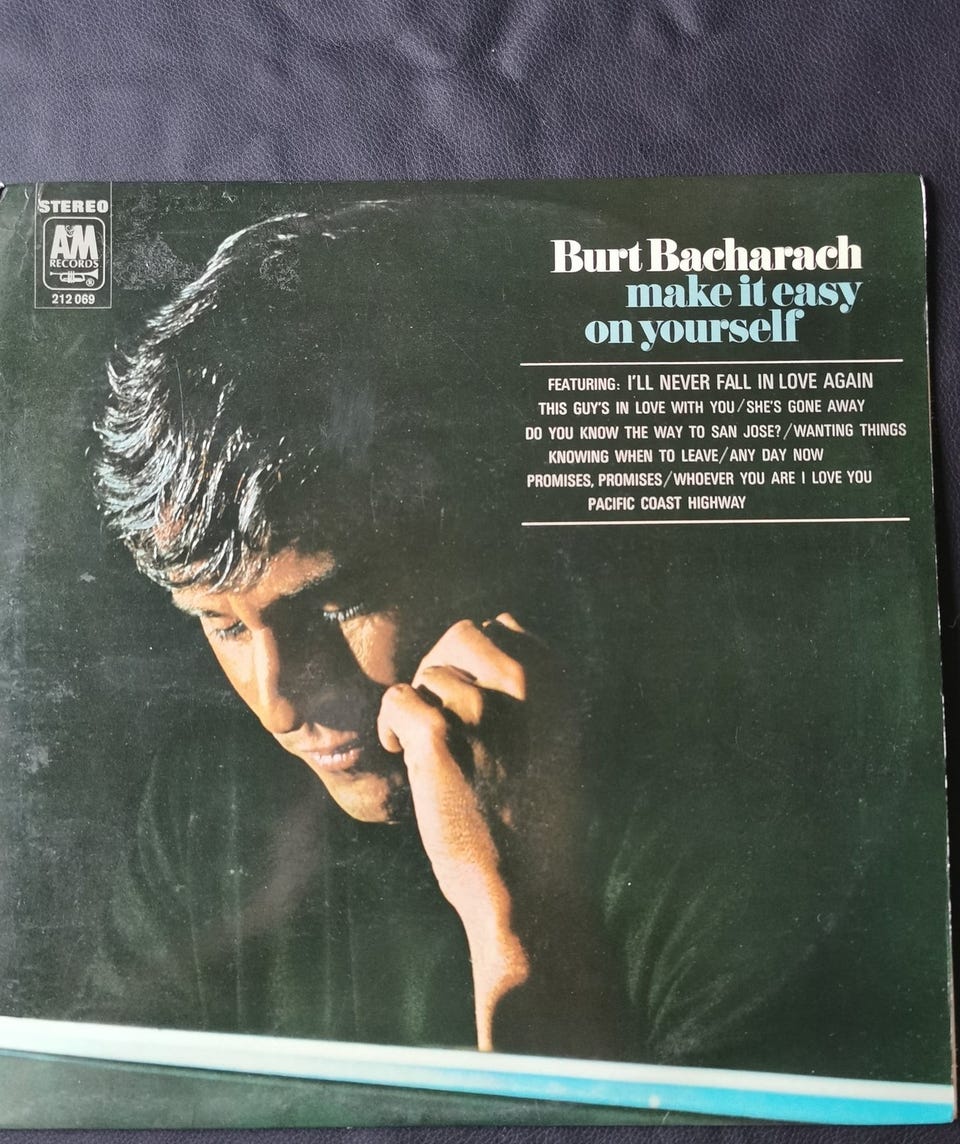 STEREO
A&M
RECORDS
®
212 069
Burt Bacharach
make it easy
on yourself
FEATURING: I'LL NEVER FALL IN LOVE AGAIN
THIS GUY'S IN LOVE WITH YOU/SHE'S GONE AWAY
DO YOU KNOW THE WAY TO SAN JOSE?/WANTING THINGS
KNOWING WHEN TO LEAVE/ANY DAY NOW
PROMISES, PROMISES/WHOEVER YOU ARE I LOVE YOU
PACIFIC COAST HIGHWAY